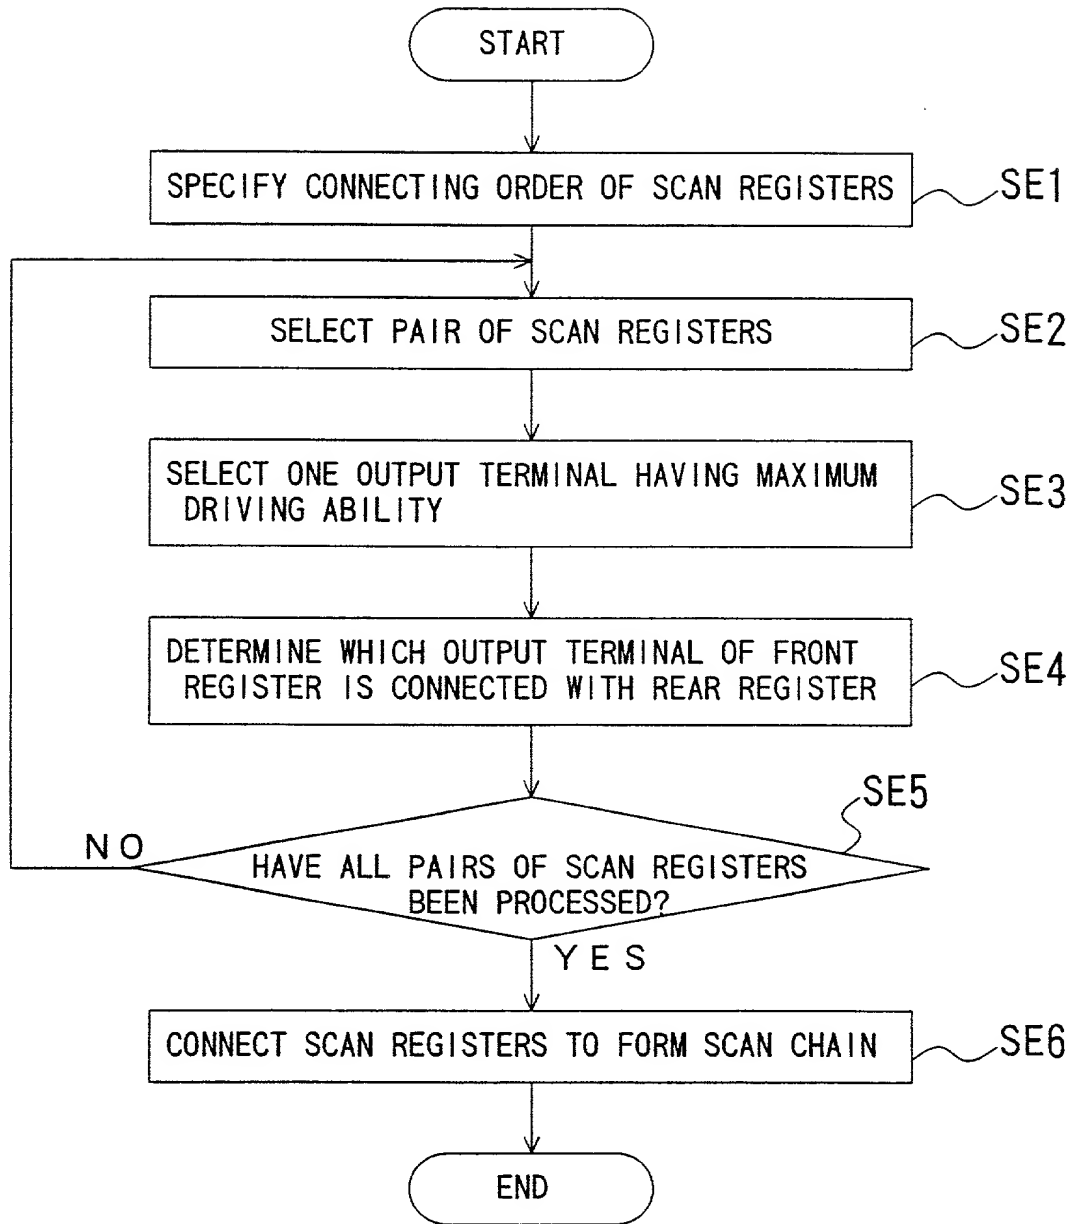 START
SPECIFY CONNECTING ORDER OF SCAN REGISTERS
SE1
SELECT PAIR OF SCAN REGISTERS
SE2
SELECT ONE OUTPUT TERMINAL HAVING MAXIMUM
DRIVING ABILITY
SE3
DETERMINE WHICH OUTPUT TERMINAL OF FRONT
REGISTER IS CONNECTED WITH REAR REGISTER
SE4
SE5
NO
HAVE ALL PAIRS OF SCAN REGISTERS
BEEN PROCESSED?
YES
CONNECT SCAN REGISTERS TO FORM SCAN CHAIN
SE6
END